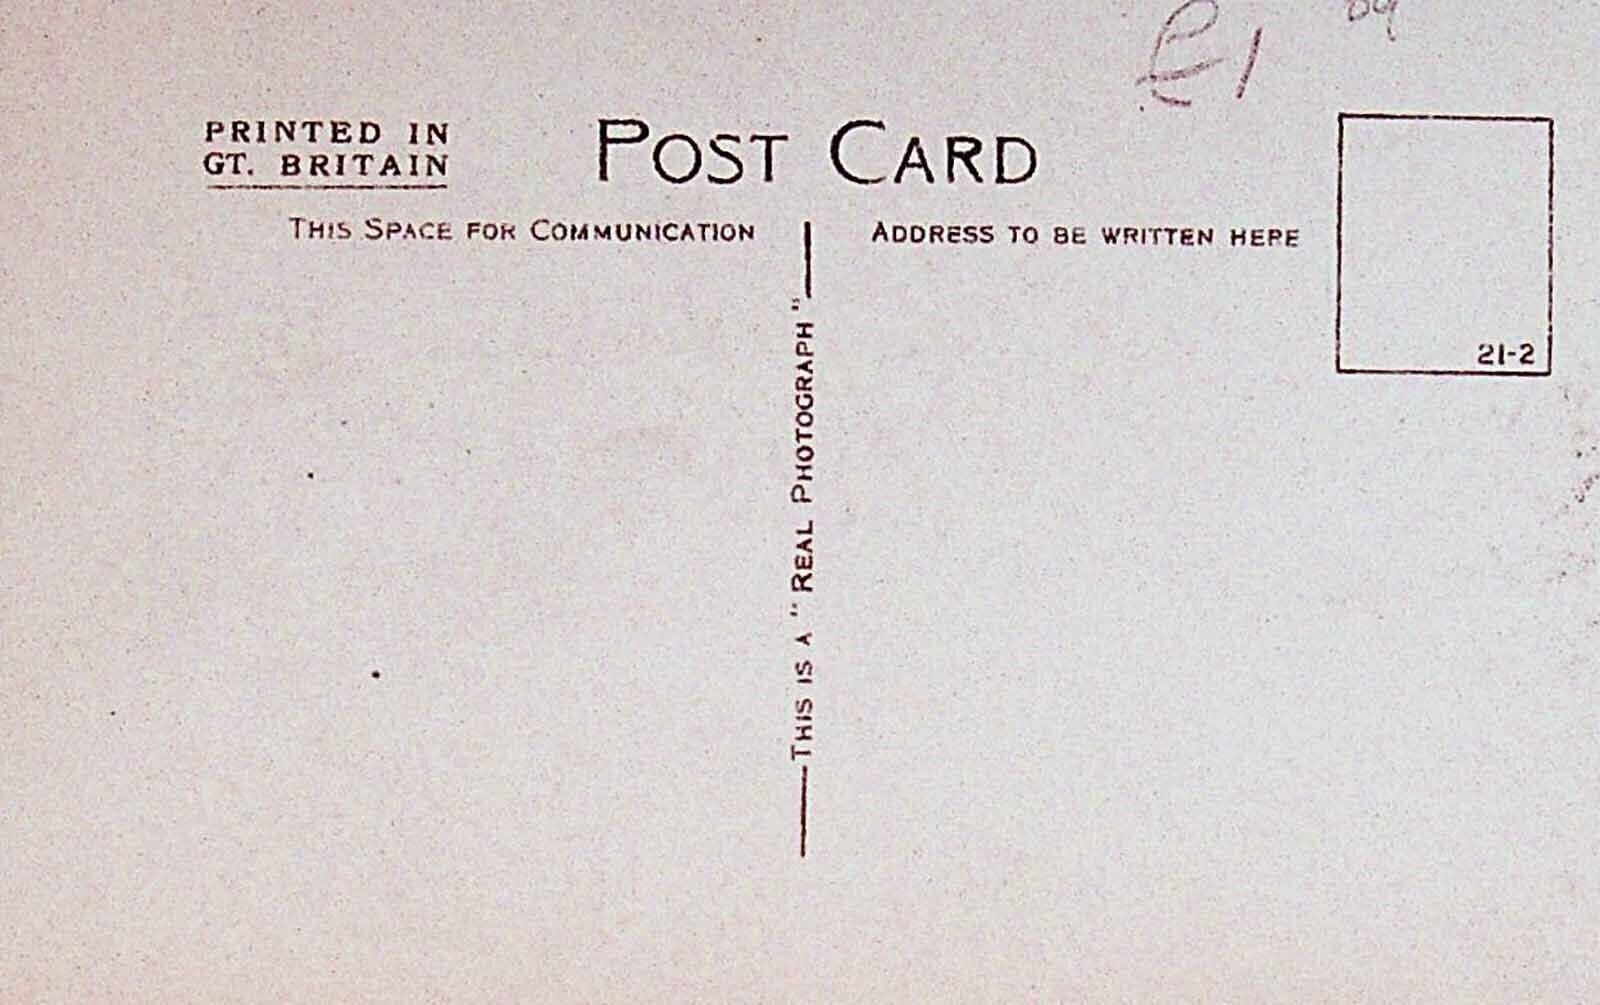 £1 09
PRINTED IN
GT. BRITAIN
POST CARD
THIS SPACE FOR COMMUNICATION
ADDRESS TO BE WRITTEN HERE
21-2
THIS IS A "REAL PHOTOGRAPH"